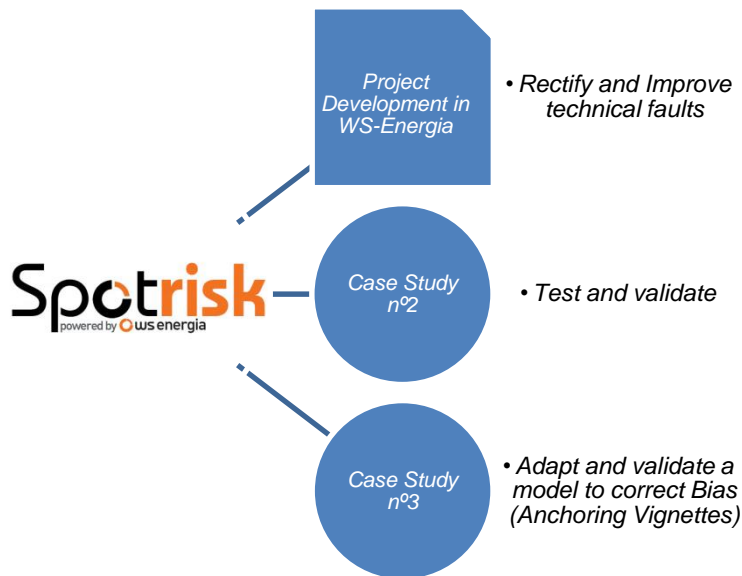 Project
Development in
WS-Energia
• Rectify and Improve
technical faults
Spotrisk
powered by ws energia
Case Study
nº2
• Test and validate
Case Study
nº3
• Adapt and validate a
model to correct Bias
(Anchoring Vignettes)